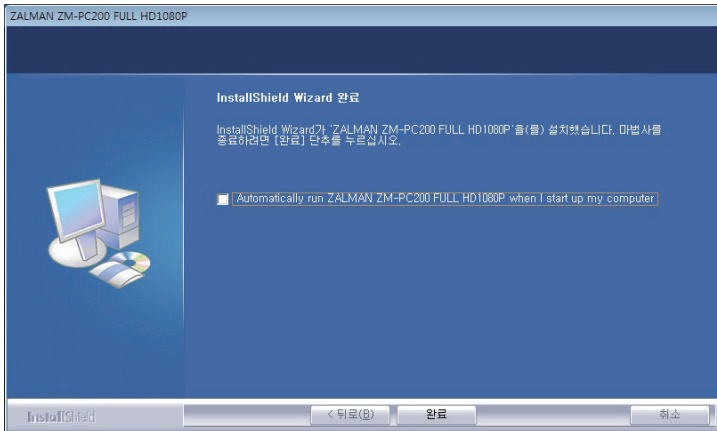 ZALMAN ZM-PC200 FULL HD1080P
InstallShield Wizard 완료
InstallShield Wizard가 'ZALMAN ZM-PC200 FULL HD1080P'을(를) 설치했습니다. 마법사를
종료하려면 [완료] 단추를 누르십시오.
Automatically run ZALMAN ZM-PC200 FULL HD1080P when I start up my computer
InstallShield
< 뒤로(B) 완료 취소